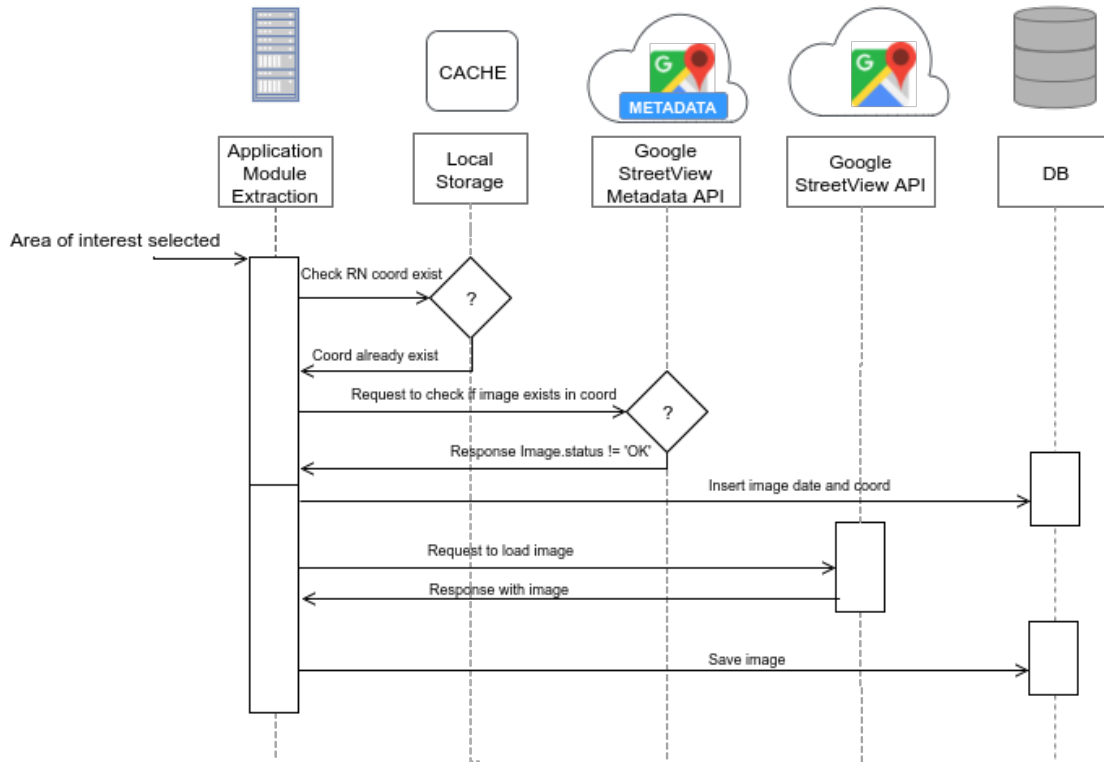 CACHE
G
METADATA
G
Application
Module
Extraction
Local
Storage
Google
StreetView
Metadata API
Google
StreetView API
DB
Area of interest selected
Check RN coord exist
?
Coord already exist
Request to check if image exists in coord
?
Response Image.status != 'OK'
Insert image date and coord
Request to load image
Response with image
Save image